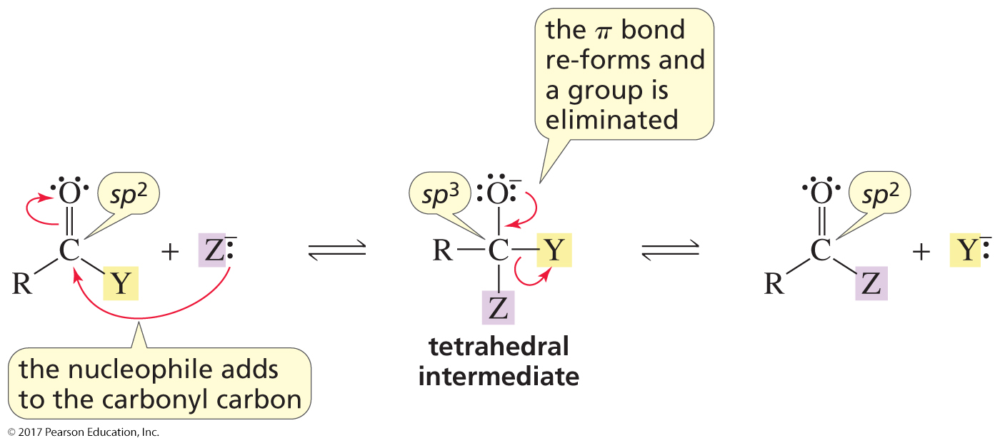 the π bond
re-forms and
a group is
eliminated
O sp² sp³ O⁻ O sp²
C + Z⁻ R C Y C + Y⁻
R Y Z R Z
tetrahedral
intermediate
the nucleophile adds
to the carbonyl carbon
© 2017 Pearson Education, Inc.